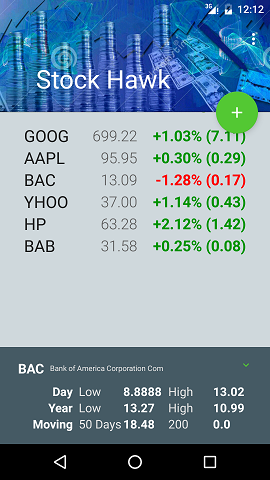 3G 12:12
Stock Hawk
+
GOOG 699.22 +1.03% (7.11)
AAPL 95.95 +0.30% (0.29)
BAC 13.09 -1.28% (0.17)
YHOO 37.00 +1.14% (0.43)
HP 63.28 +2.12% (1.42)
BAB 31.58 +0.25% (0.08)
BAC Bank of America Corporation Com
Day Low 8.8888 High 13.02
Year Low 13.27 High 10.99
Moving 50 Days 18.48 200 0.0